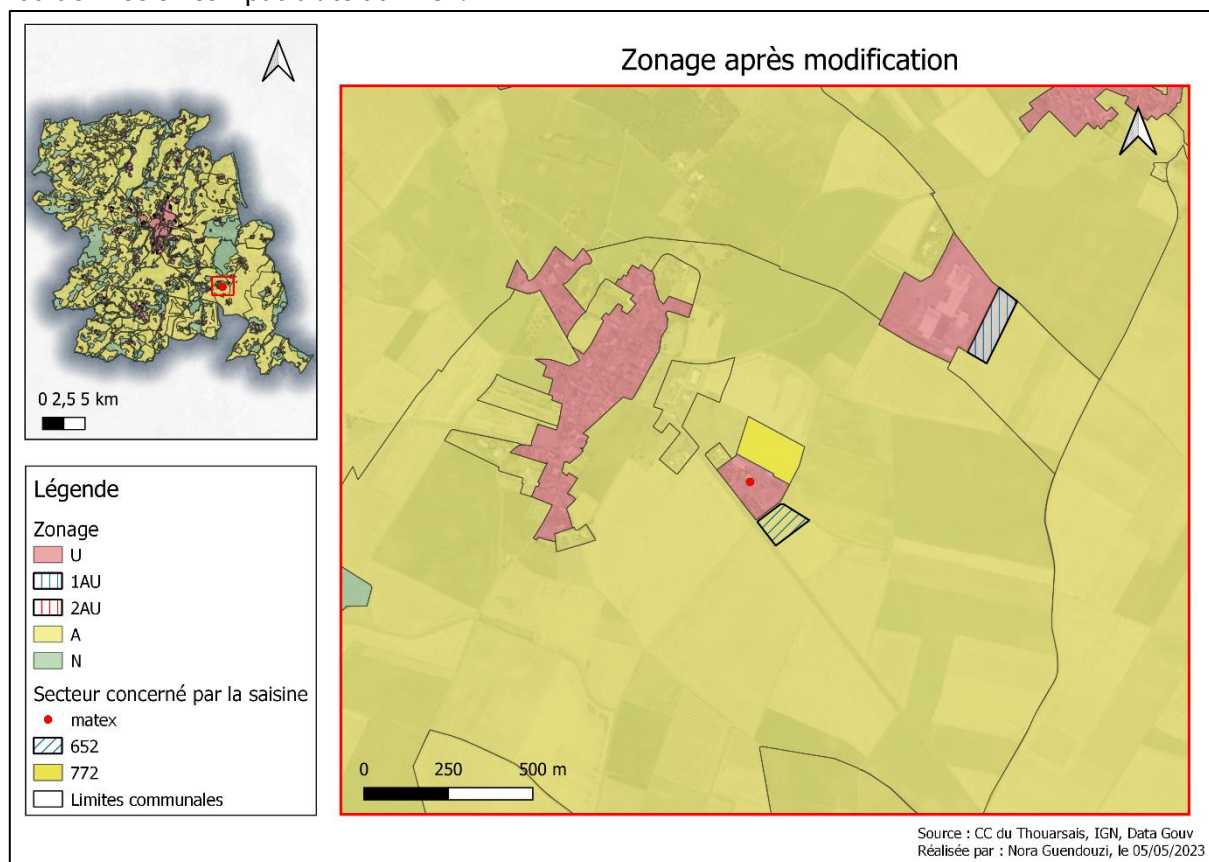 Zonage après modification
0 2,5 5 km
Légende
Zonage
U
1AU
2AU
A
N
Secteur concerné par la saisine
matex
652
772
Limites communales
0 250 500 m
Source : CC du Thouarsais, IGN, Data Gouv
Réalisée par : Nora Guendouzi, le 05/05/2023